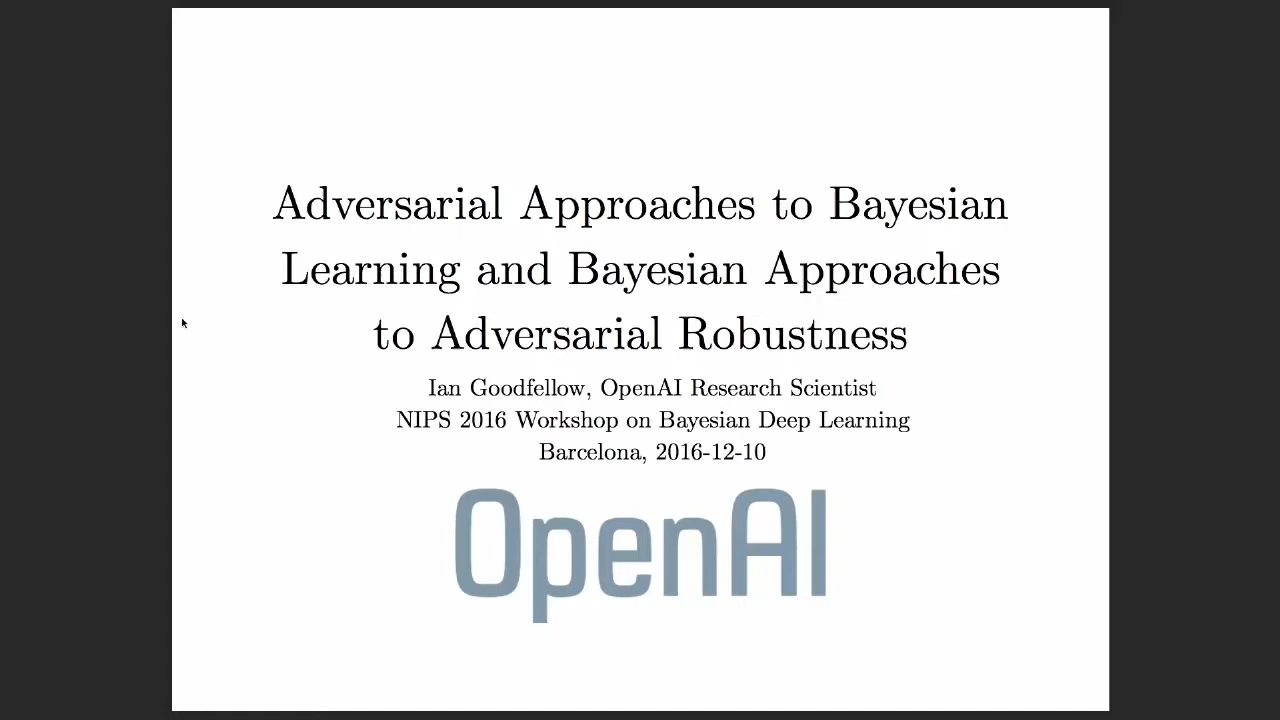 Adversarial Approaches to Bayesian
Learning and Bayesian Approaches
to Adversarial Robustness
Ian Goodfellow, OpenAI Research Scientist
NIPS 2016 Workshop on Bayesian Deep Learning
Barcelona, 2016-12-10
OpenAI